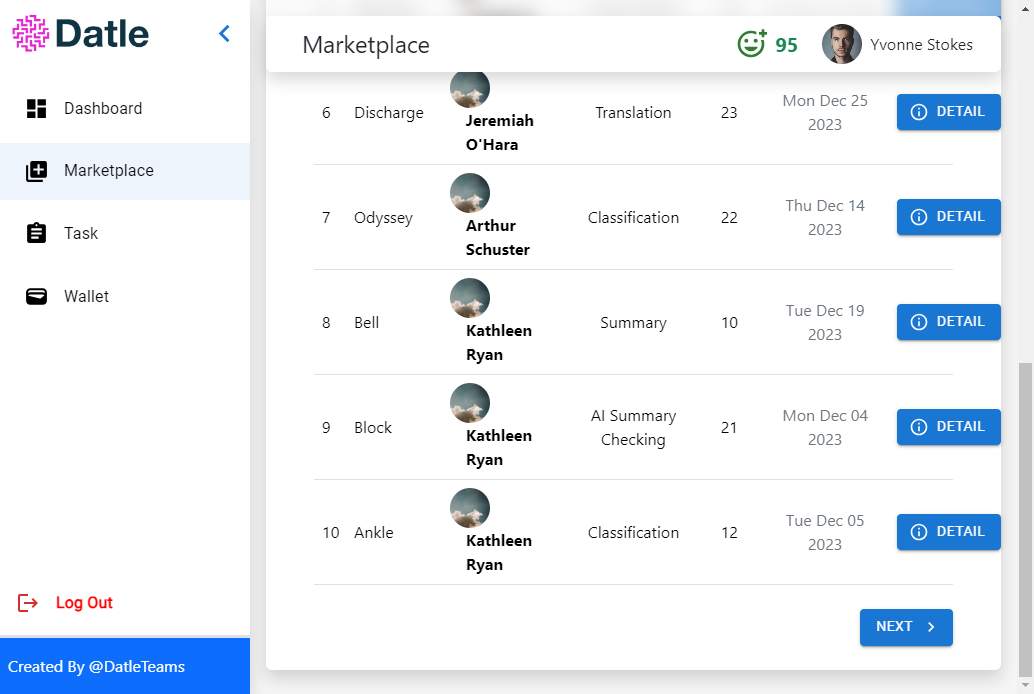 Datle
Dashboard
Marketplace
Task
Wallet
Log Out
Created By @DatleTeams
Marketplace
95
Yvonne Stokes
6
Discharge
Jeremiah
O'Hara
Translation
23
Mon Dec 25
2023
DETAIL
7
Odyssey
Arthur
Schuster
Classification
22
Thu Dec 14
2023
DETAIL
8
Bell
Kathleen
Ryan
Summary
10
Tue Dec 19
2023
DETAIL
9
Block
Kathleen
Ryan
AI Summary
Checking
21
Mon Dec 04
2023
DETAIL
10
Ankle
Kathleen
Ryan
Classification
12
Tue Dec 05
2023
DETAIL
NEXT